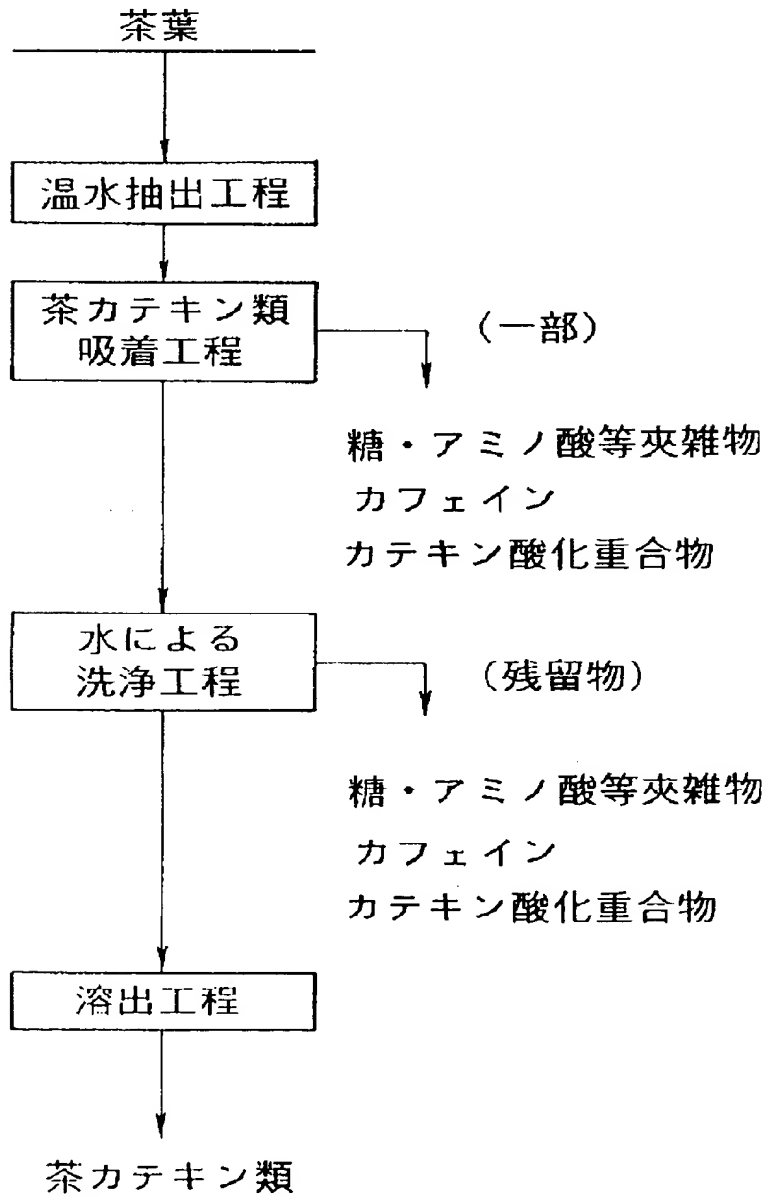 茶葉
温水抽出工程
茶カテキン類
吸着工程
(一部)
糖・アミノ酸等夾雑物
カフェイン
カテキン酸化重合物
水による
洗浄工程
(残留物)
糖・アミノ酸等夾雑物
カフェイン
カテキン酸化重合物
溶出工程
茶カテキン類